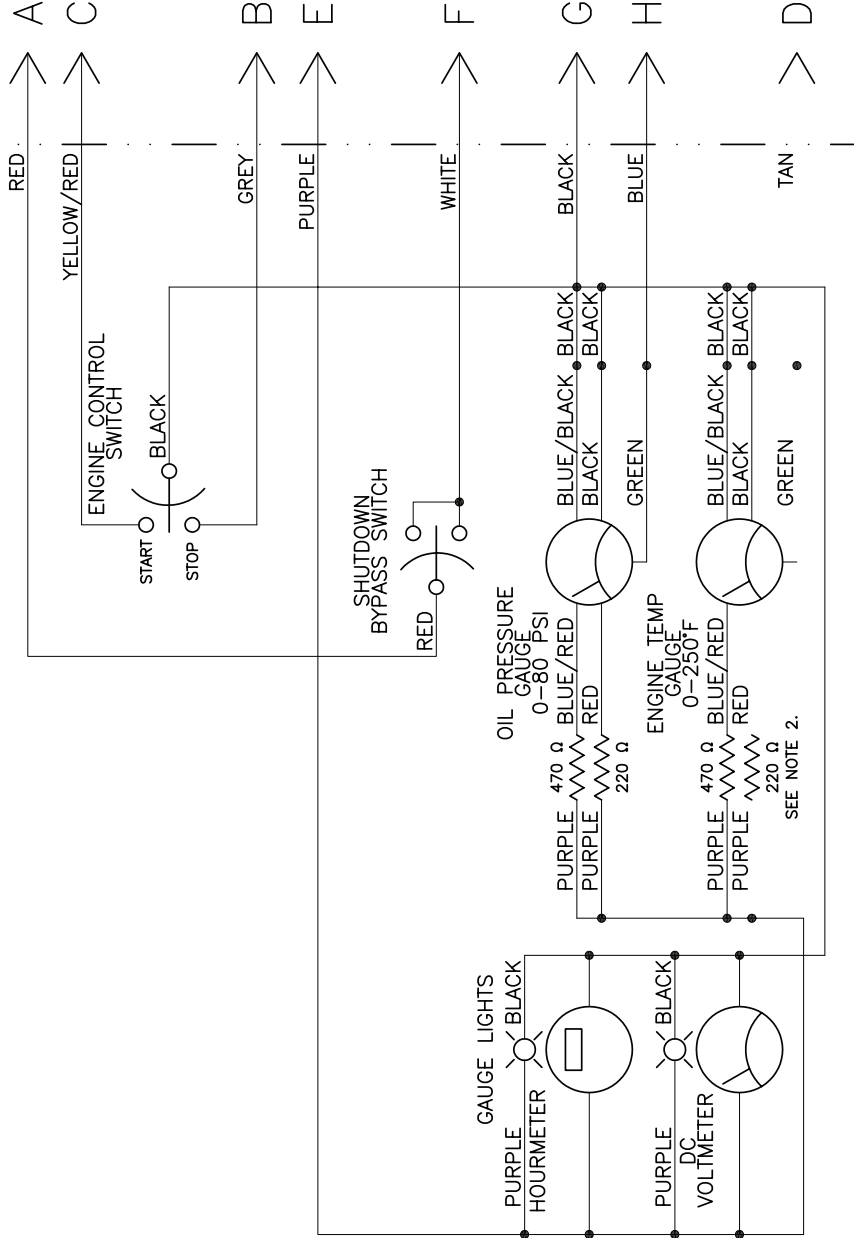 A
C
B
E
F
G
H
D
RED
YELLOW/RED
GREY
PURPLE
WHITE
BLACK
BLUE
TAN
ENGINE CONTROL
SWITCH
BLACK
START
STOP
SHUTDOWN
BYPASS SWITCH
RED
BLACK
BLACK
BLUE/BLACK
BLACK
GREEN
BLACK
BLACK
BLUE/BLACK
BLACK
GREEN
OIL PRESSURE
GAUGE
0-80 PSI
BLUE/RED
RED
470 Ω
220 Ω
PURPLE
PURPLE
ENGINE TEMP
GAUGE
0-250°F
BLUE/RED
RED
470 Ω
220 Ω
SEE NOTE 2.
PURPLE
PURPLE
GAUGE LIGHTS
BLACK
PURPLE
HOURMETER
BLACK
PURPLE
DC
VOLTMETER